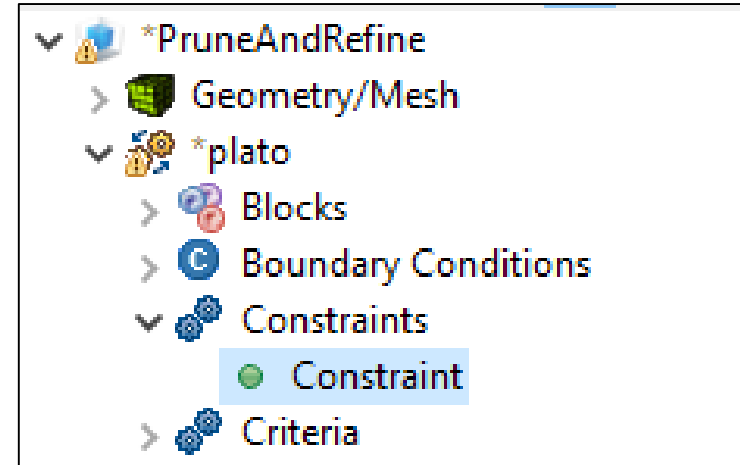 *PruneAndRefine
Geometry/Mesh
*plato
Blocks
C Boundary Conditions
Constraints
Constraint
Criteria